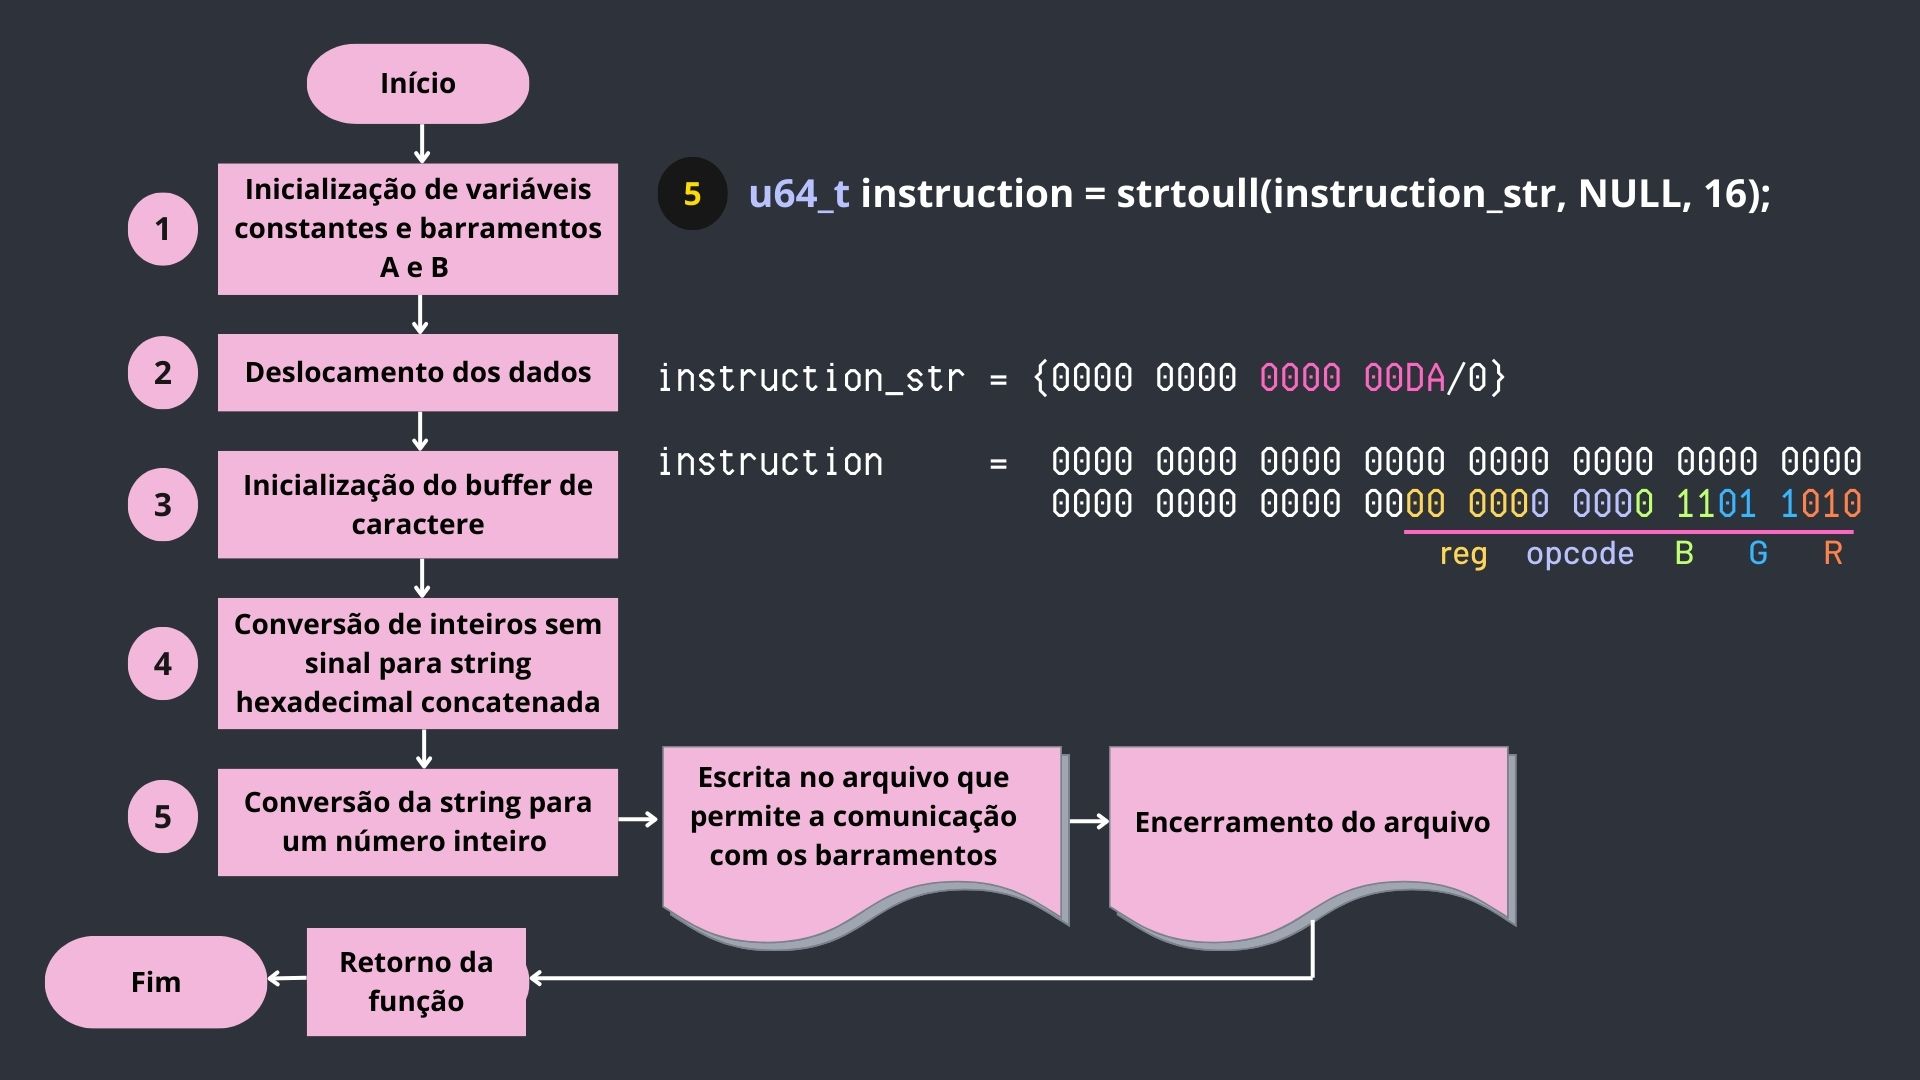 Início
1
Inicialização de variáveis
constantes e barramentos
A e B
2
Deslocamento dos dados
3
Inicialização do buffer de
caractere
4
Conversão de inteiros sem
sinal para string
hexadecimal concatenada
5
Conversão da string para
um número inteiro
Escrita no arquivo que
permite a comunicação
com os barramentos
Encerramento do arquivo
Retorno da
função
Fim
5 u64_t instruction = strtoull(instruction_str, NULL, 16);
instruction_str = {0000 0000 0000 00DA/0}
instruction = 0000 0000 0000 0000 0000 0000 0000 0000
0000 0000 0000 0000 0000 0000 1101 1010
reg opcode B G R